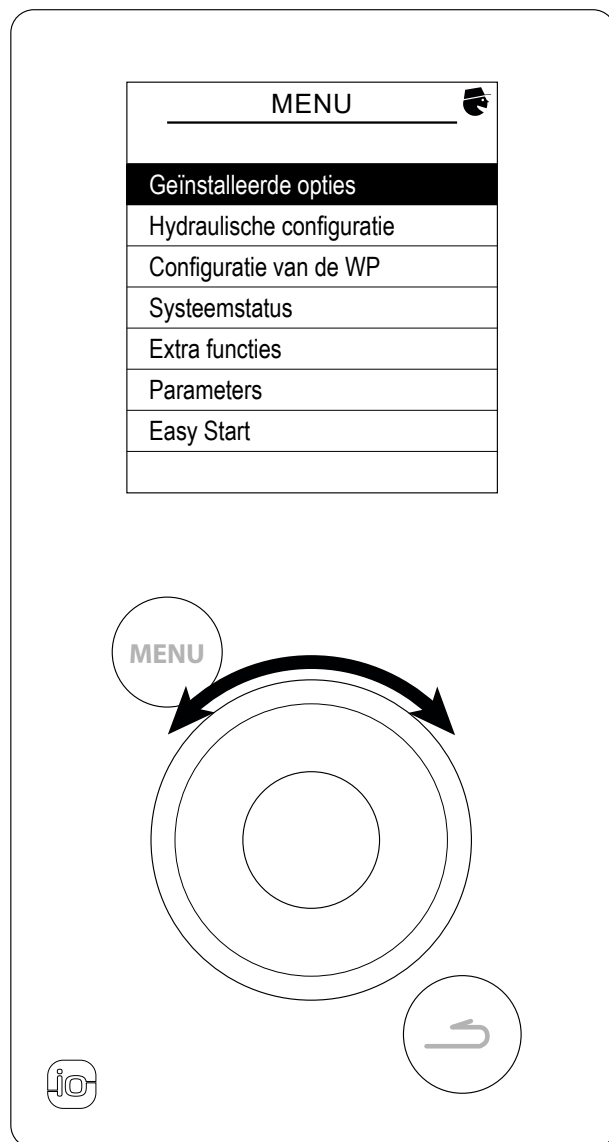 MENU
Geïnstalleerde opties
Hydraulische configuratie
Configuratie van de WP
Systeemstatus
Extra functies
Parameters
Easy Start
MENU
io